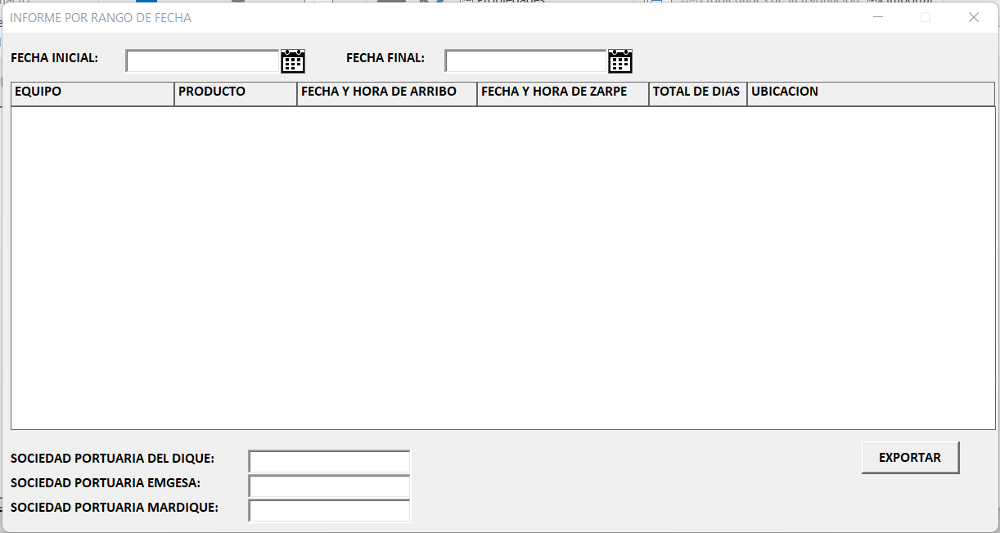 INFORME POR RANGO DE FECHA
FECHA INICIAL: FECHA FINAL:
EQUIPO PRODUCTO FECHA Y HORA DE ARRIBO FECHA Y HORA DE ZARPE TOTAL DE DIAS UBICACION
SOCIEDAD PORTUARIA DEL DIQUE:
EXPORTAR
SOCIEDAD PORTUARIA EMGESA:
SOCIEDAD PORTUARIA MARDIQUE: